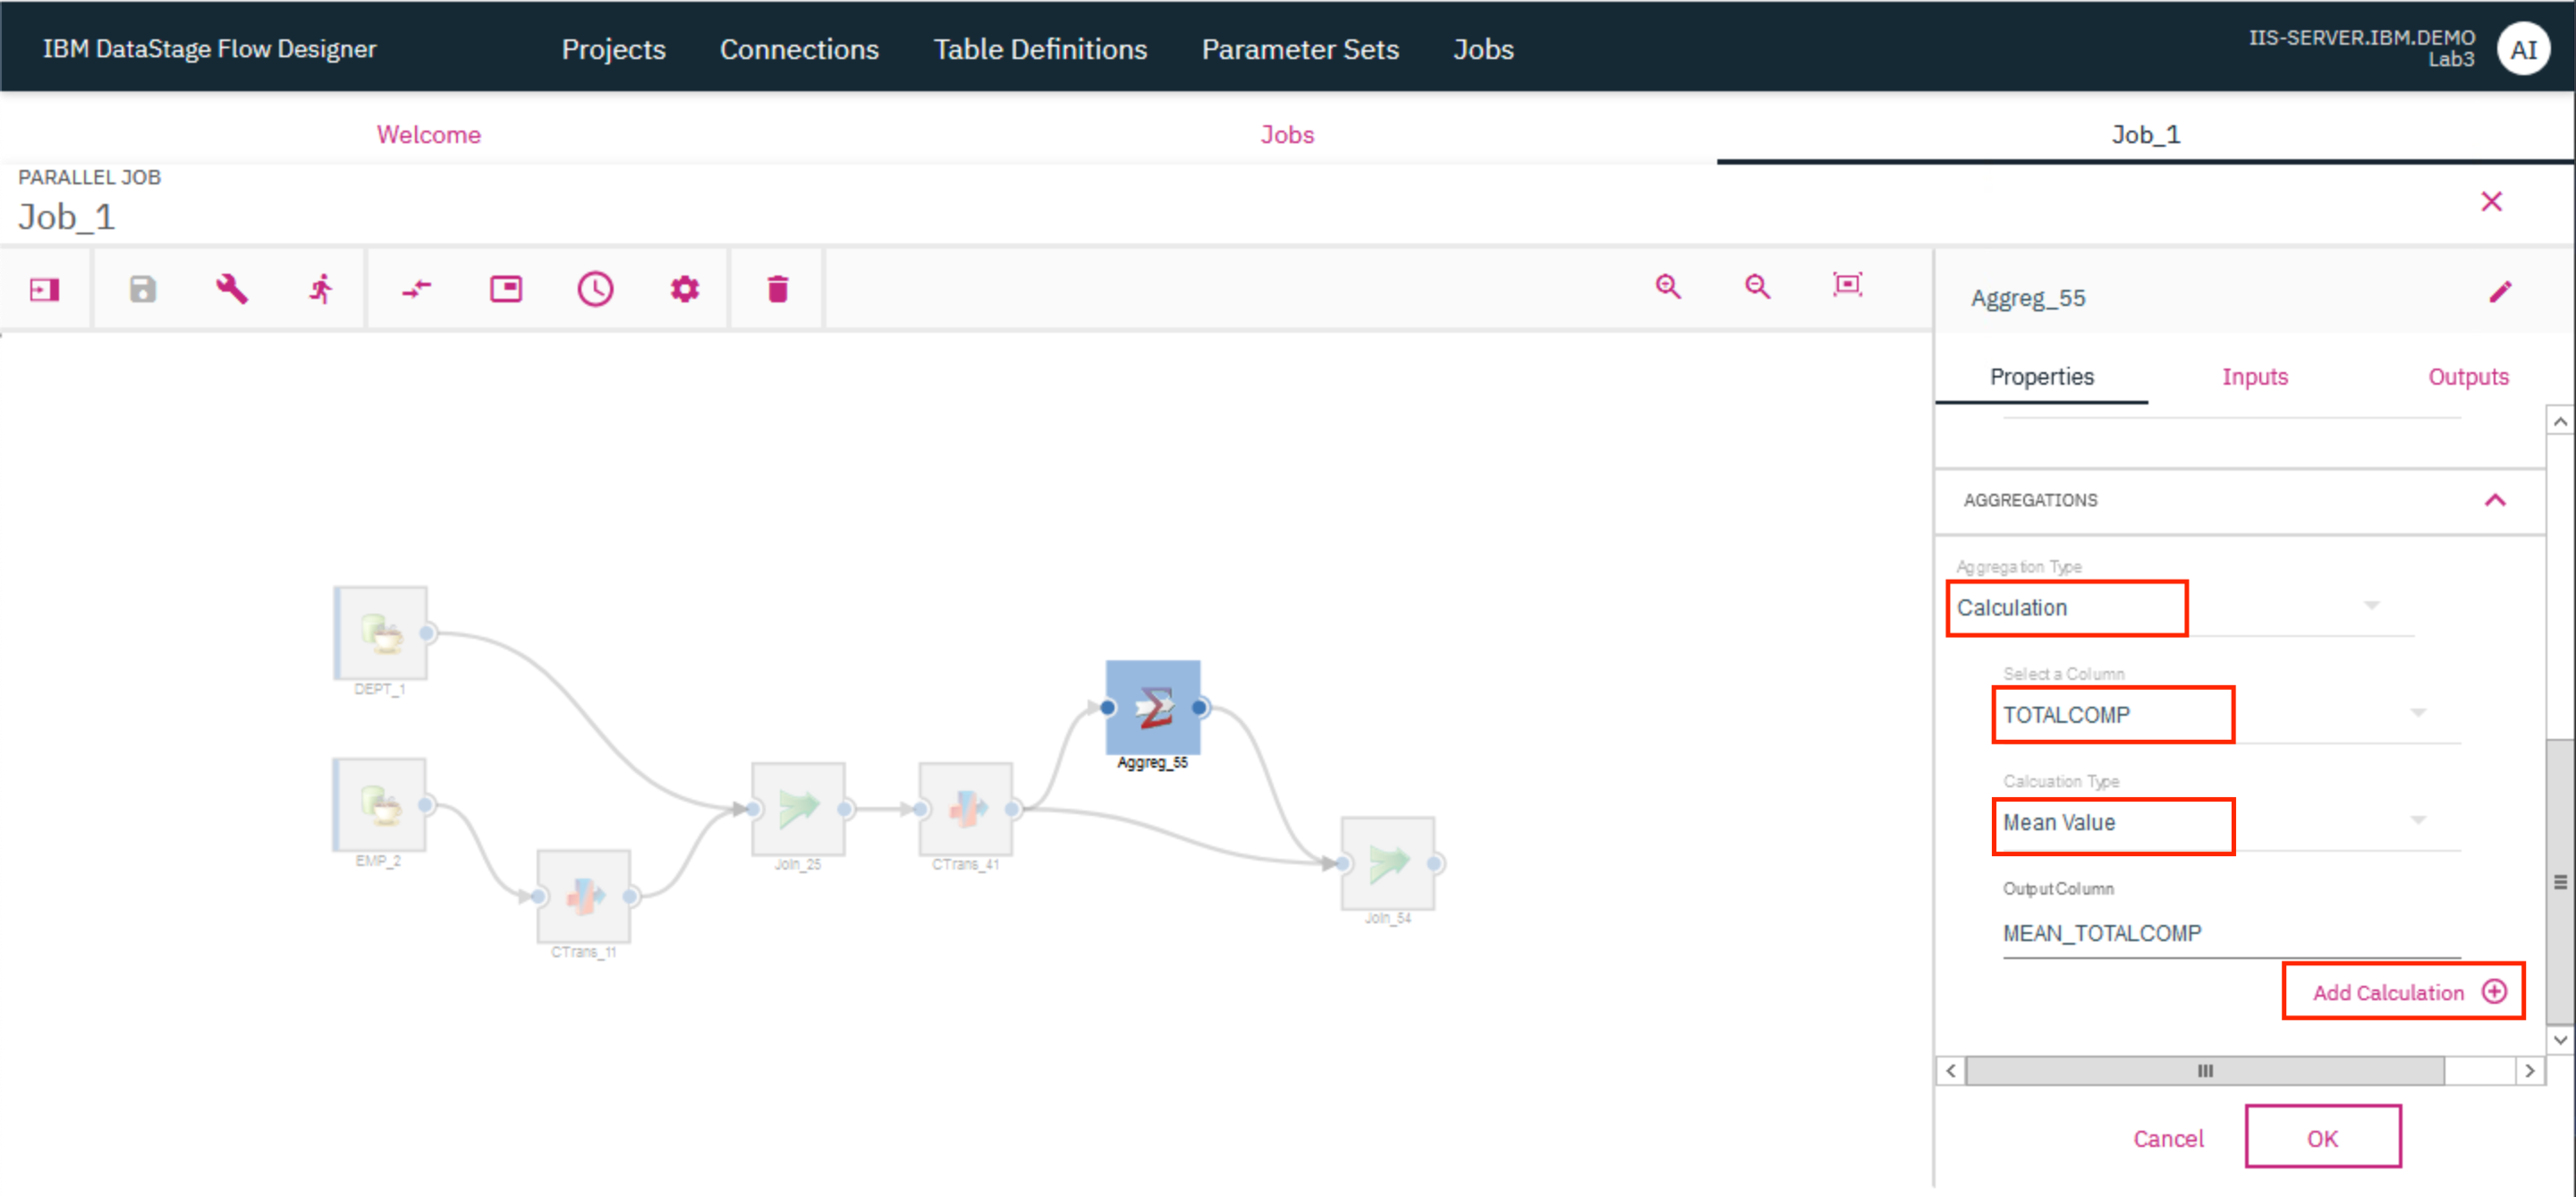 IBM DataStage Flow Designer
Projects
Connections
Table Definitions
Parameter Sets
Jobs
IIS-SERVER.IBM.DEMO
Lab3
AI
Welcome
Jobs
Job_1
PARALLEL JOB
Job_1
Aggreg_55
Properties
Inputs
Outputs
AGGREGATIONS
Aggregation Type
Calculation
Select a Column
TOTALCOMP
Calcuation Type
Mean Value
Output Column
MEAN_TOTALCOMP
Add Calculation
Cancel
OK
DEPT_1
EMP_2
CTrans_11
Join_25
CTrans_41
Aggreg_55
Join_54